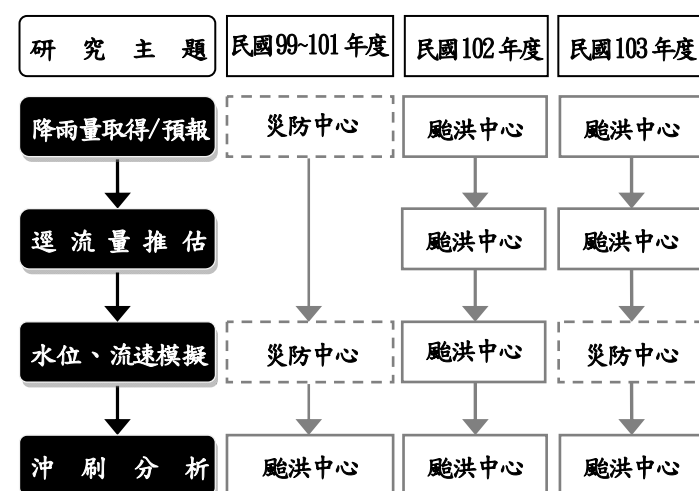 研究主題 民國99~101年度 民國102年度 民國103年度
降雨量取得/預報 災防中心 颱洪中心 颱洪中心
逕流量推估 颱洪中心 颱洪中心
水位、流速模擬 災防中心 颱洪中心 災防中心
沖刷分析 颱洪中心 颱洪中心 颱洪中心